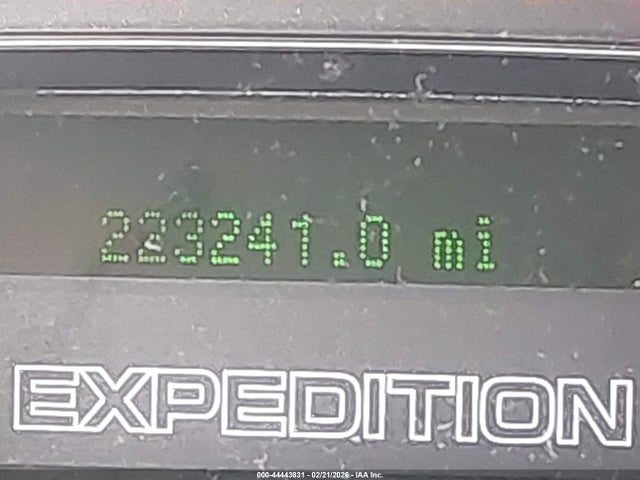 223241.0 mi
EXPEDITION
000-44443831 - 02/21/2026 - IAA Inc.